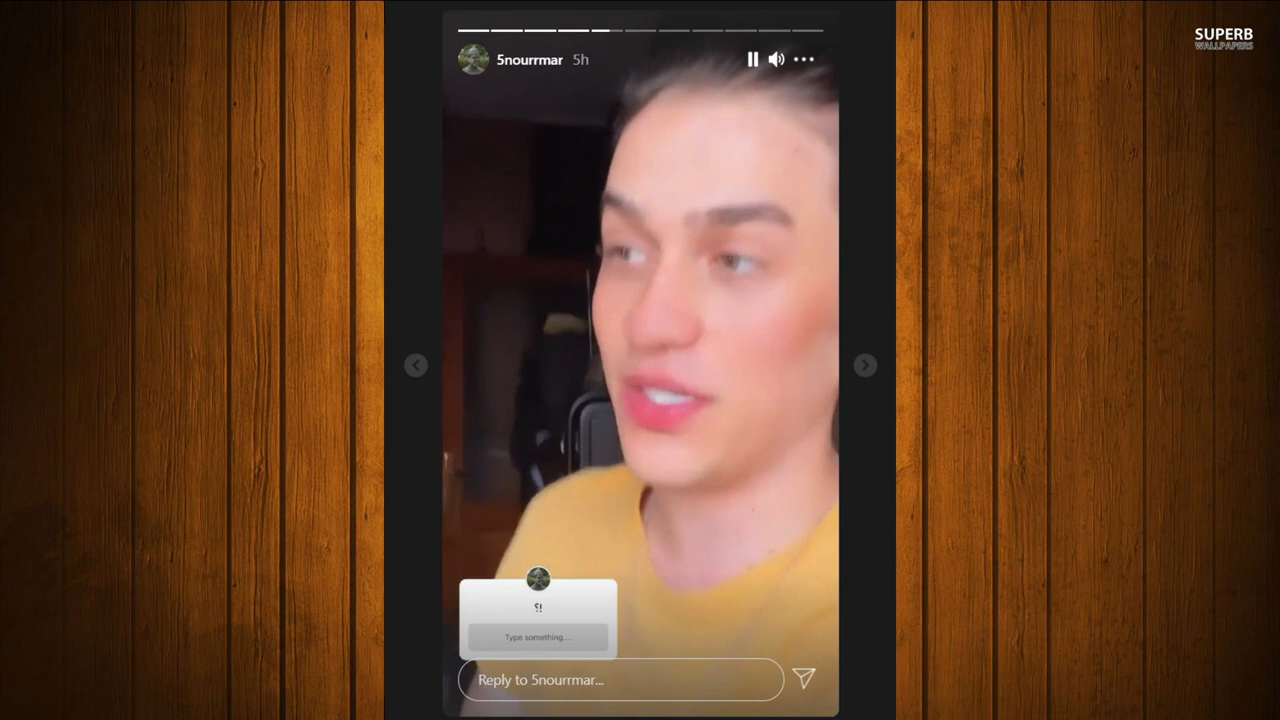 SUPERB
WALLPAPERS
5nourrmar 5h
؟!
Type something...
Reply to 5nourrmar...